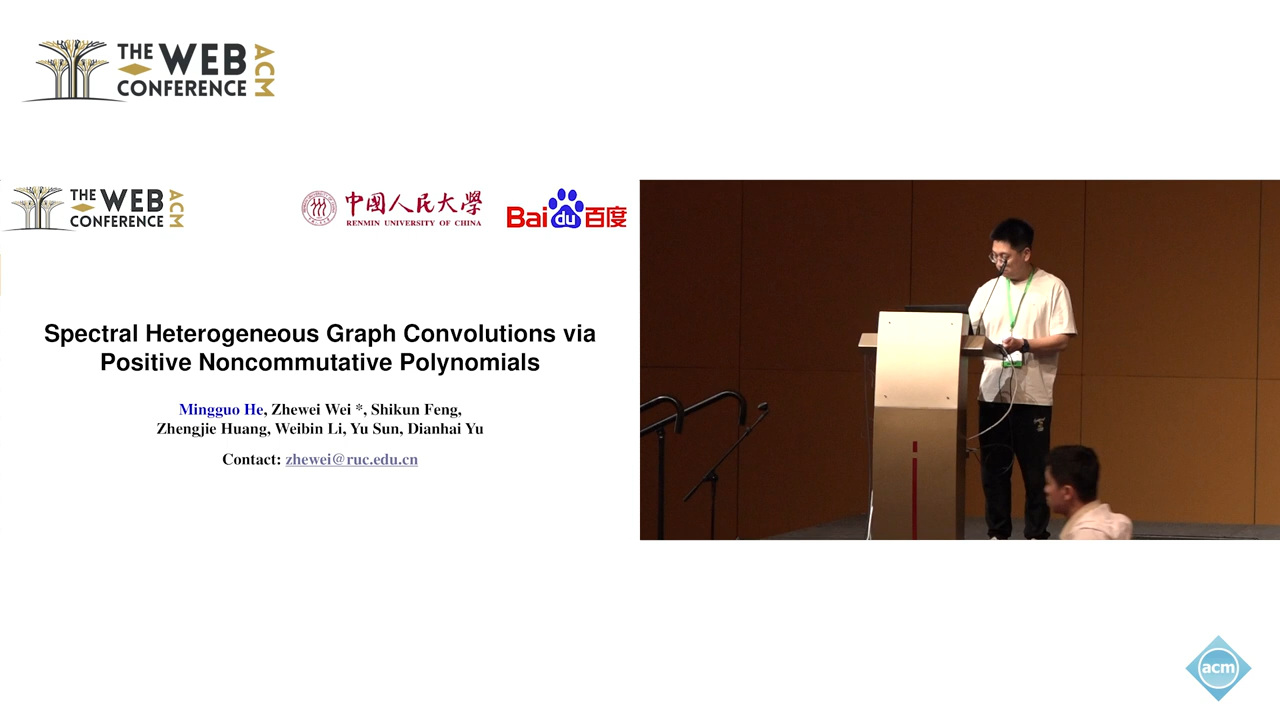 THE WEB CONFERENCE ACM
THE WEB CONFERENCE ACM
中國人民大學
RENMIN UNIVERSITY OF CHINA
Bai du 百度
Spectral Heterogeneous Graph Convolutions via
Positive Noncommutative Polynomials
Mingguo He, Zhewei Wei *, Shikun Feng,
Zhengjie Huang, Weibin Li, Yu Sun, Dianhai Yu
Contact: zhewei@ruc.edu.cn
acm